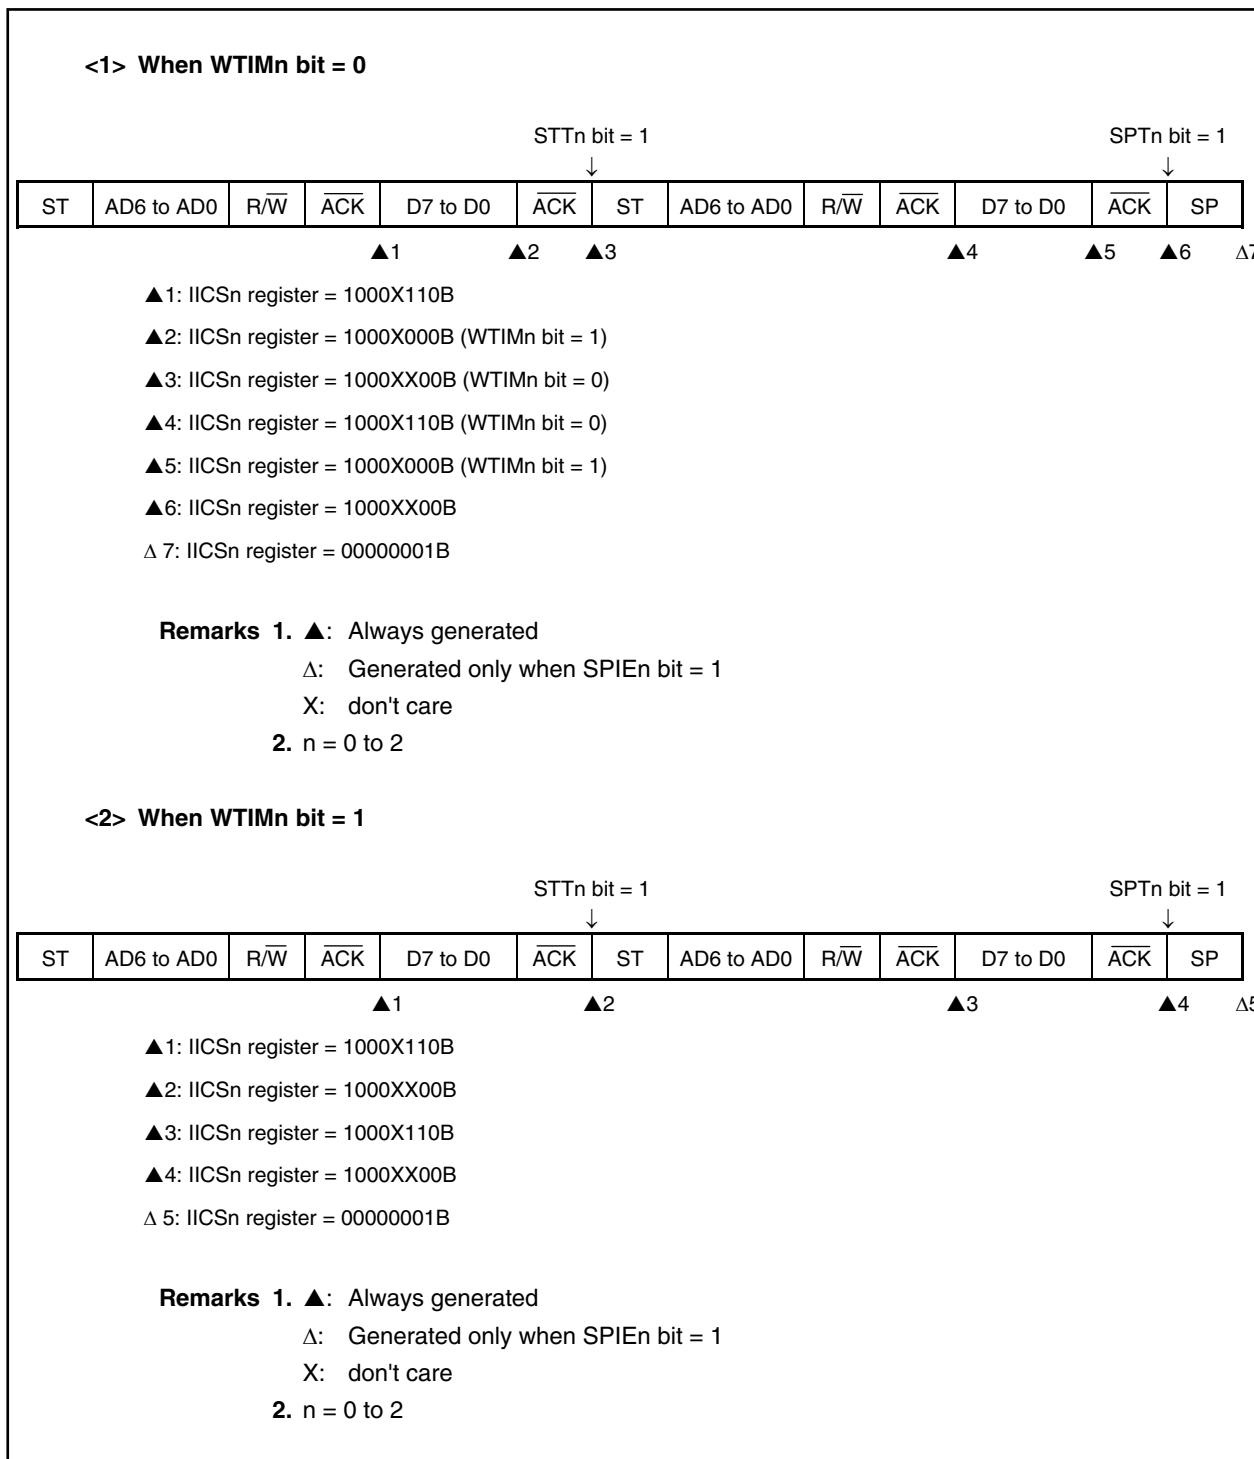 <1> When WTIMn bit = 0
STTn bit = 1 SPTn bit = 1
↓ ↓
ST AD6 to AD0 R/W̅ A̅C̅K̅ D7 to D0 A̅C̅K̅ ST AD6 to AD0 R/W̅ A̅C̅K̅ D7 to D0 A̅C̅K̅ SP
▲1 ▲2 ▲3 ▲4 ▲5 ▲6 Δ7
▲1: IICSn register = 1000X110B
▲2: IICSn register = 1000X000B (WTIMn bit = 1)
▲3: IICSn register = 1000XX00B (WTIMn bit = 0)
▲4: IICSn register = 1000X110B (WTIMn bit = 0)
▲5: IICSn register = 1000X000B (WTIMn bit = 1)
▲6: IICSn register = 1000XX00B
Δ 7: IICSn register = 00000001B
Remarks 1. ▲: Always generated
Δ: Generated only when SPIEn bit = 1
X: don't care
2. n = 0 to 2
<2> When WTIMn bit = 1
STTn bit = 1 SPTn bit = 1
↓ ↓
ST AD6 to AD0 R/W̅ A̅C̅K̅ D7 to D0 A̅C̅K̅ ST AD6 to AD0 R/W̅ A̅C̅K̅ D7 to D0 A̅C̅K̅ SP
▲1 ▲2 ▲3 ▲4 Δ5
▲1: IICSn register = 1000X110B
▲2: IICSn register = 1000XX00B
▲3: IICSn register = 1000X110B
▲4: IICSn register = 1000XX00B
Δ 5: IICSn register = 00000001B
Remarks 1. ▲: Always generated
Δ: Generated only when SPIEn bit = 1
X: don't care
2. n = 0 to 2